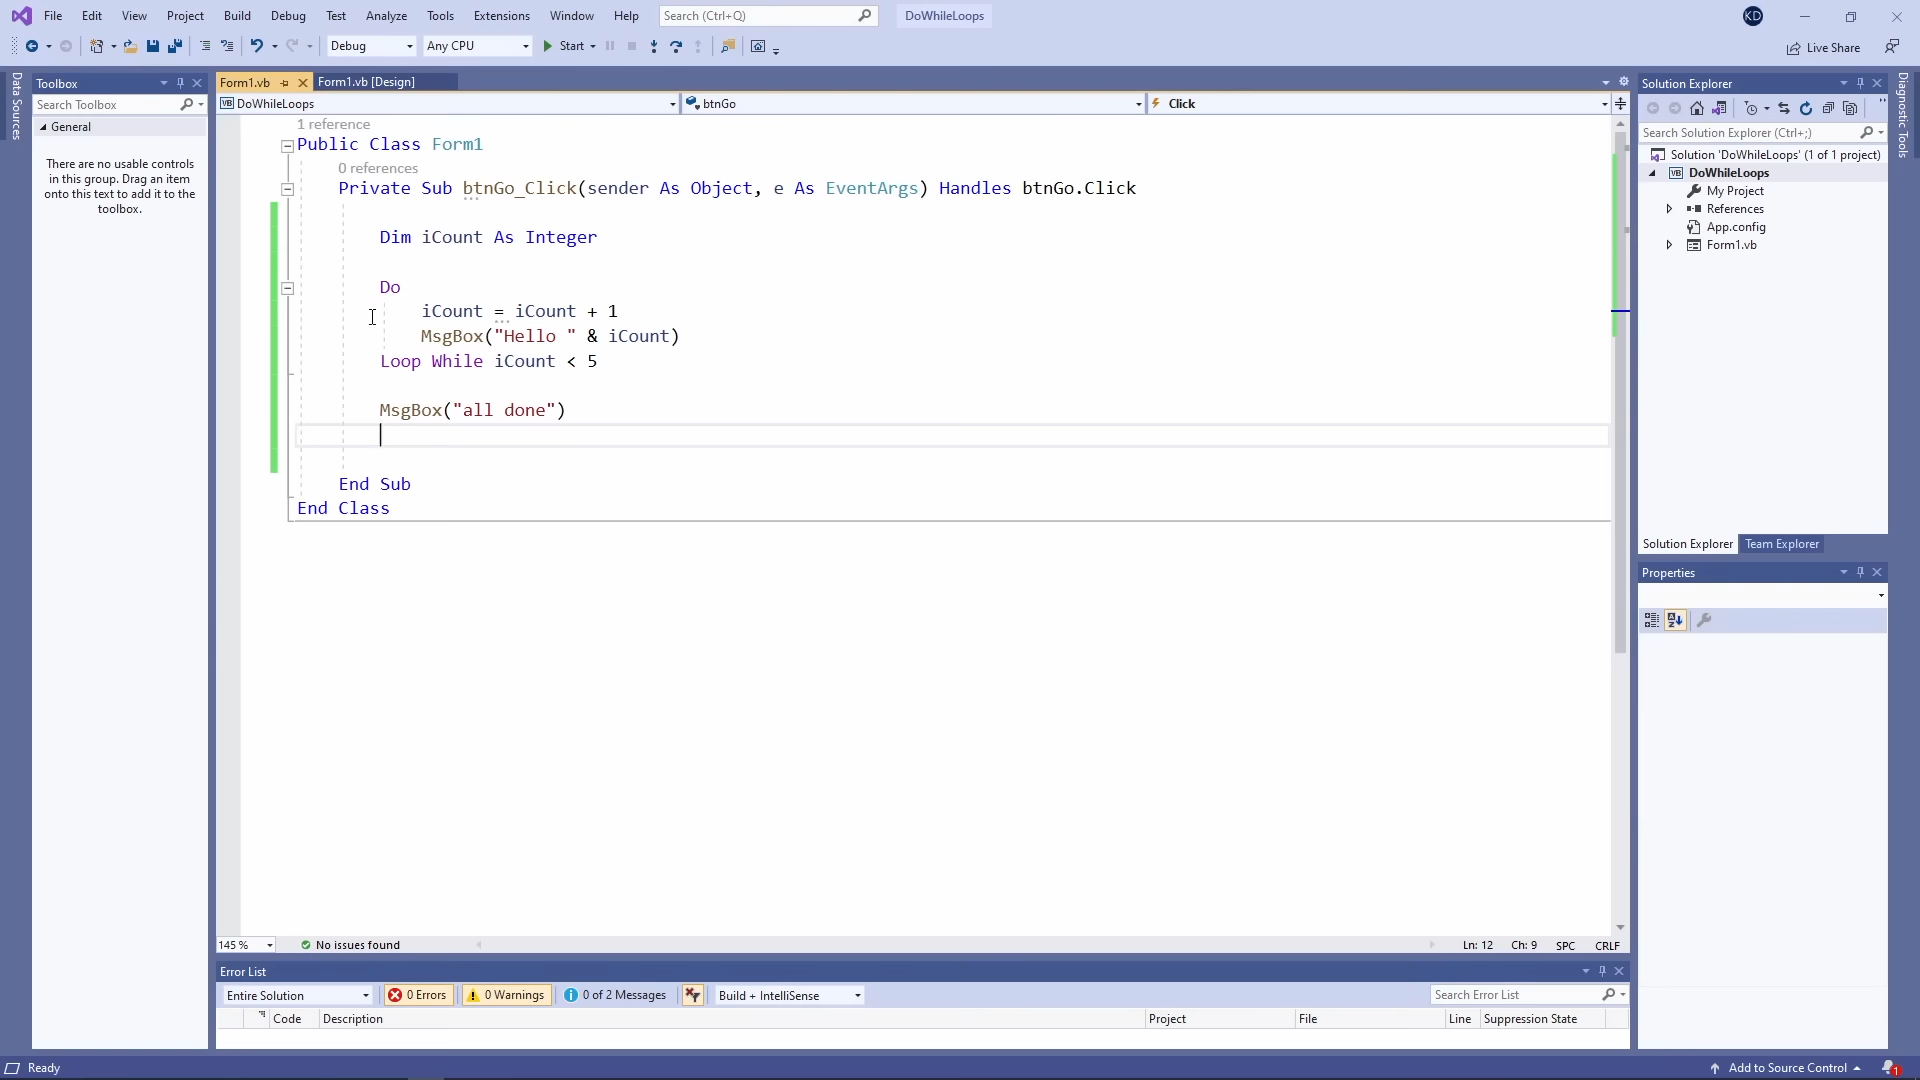 File Edit View Project Build Debug Test Analyze Tools Extensions Window Help Search (Ctrl+Q) DoWhileLoops KD
Debug Any CPU Start Live Share
Data Sources
Toolbox
Search Toolbox
General
There are no usable controls
in this group. Drag an item
onto this text to add it to the
toolbox.
Form1.vb Form1.vb [Design]
VB DoWhileLoops btnGo Click
1 reference
Public Class Form1
0 references
Private Sub btnGo_Click(sender As Object, e As EventArgs) Handles btnGo.Click
Dim iCount As Integer
Do
iCount = iCount + 1
MsgBox("Hello " & iCount)
Loop While iCount < 5
MsgBox("all done")
End Sub
End Class
145 % No issues found Ln: 12 Ch: 9 SPC CRLF
Error List
Entire Solution 0 Errors 0 Warnings 0 of 2 Messages Build + IntelliSense Search Error List
Code Description Project File Line Suppression State
Solution Explorer
Search Solution Explorer (Ctrl+;)
Solution 'DoWhileLoops' (1 of 1 project)
VB DoWhileLoops
My Project
References
App.config
Form1.vb
Solution Explorer Team Explorer
Properties
Diagnostic Tools
Ready Add to Source Control 1